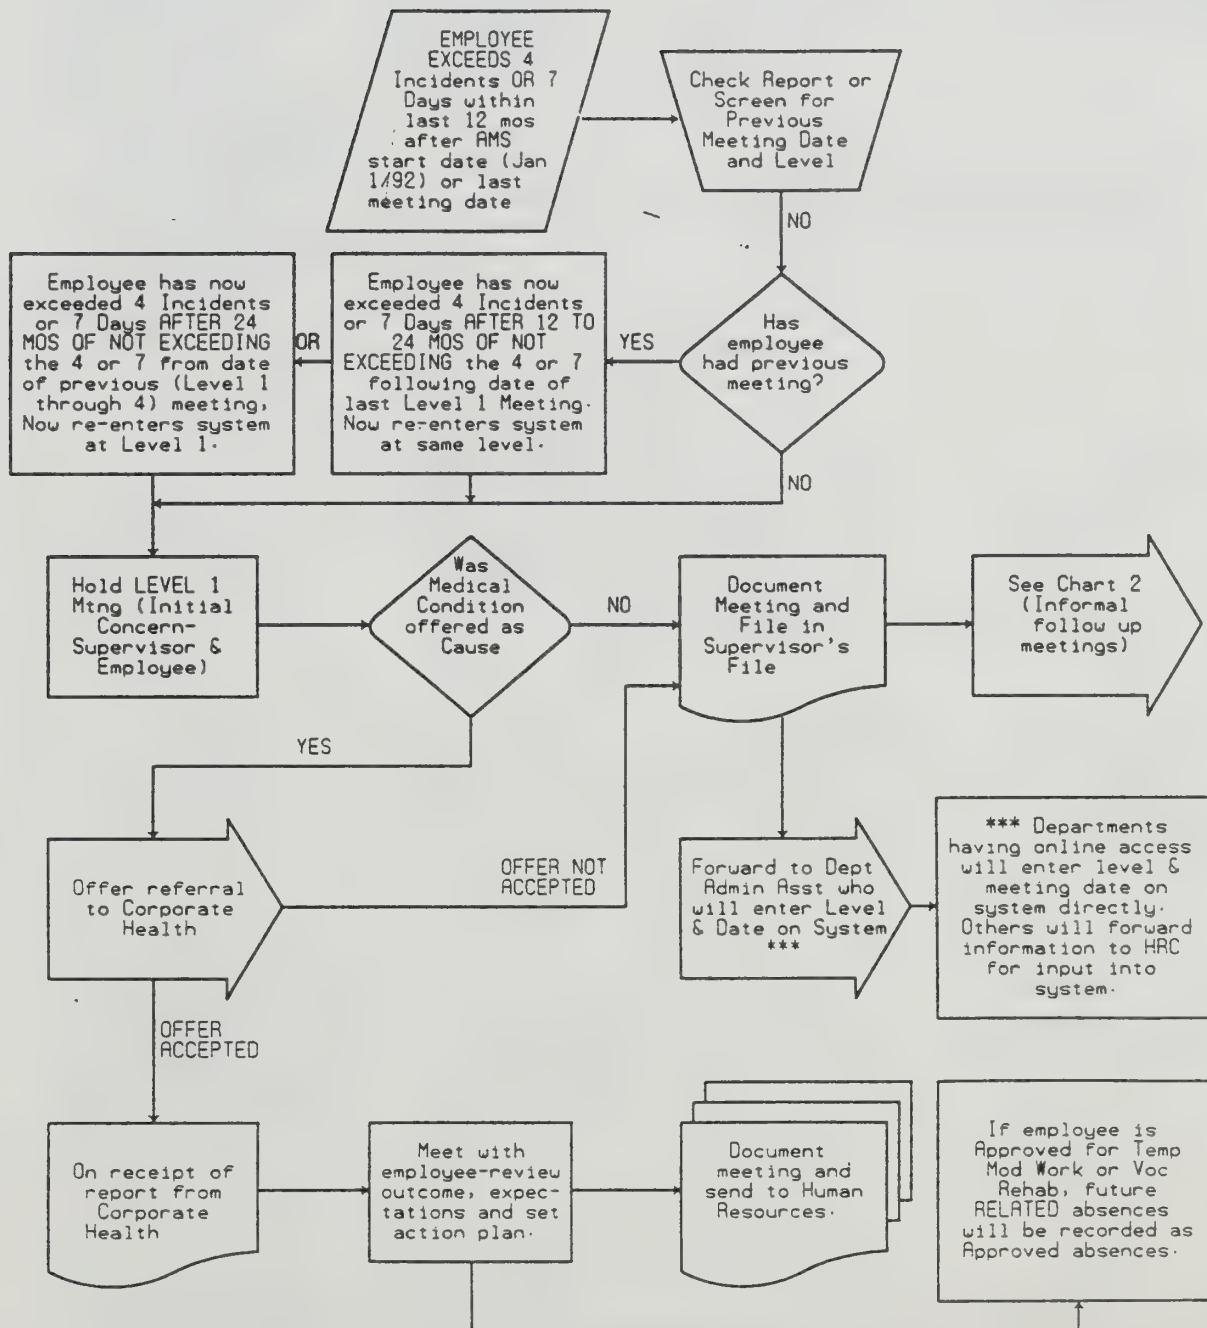 EMPLOYEE
EXCEEDS 4
Incidents OR 7
Days within
last 12 mos
after AMS
start date (Jan
1/92) or last
meeting date
Check Report or
Screen for
Previous
Meeting Date
and Level
NO
Employee has now
exceeded 4 Incidents
or 7 Days AFTER 24
MOS OF NOT EXCEEDING
the 4 or 7 from date
of previous (Level 1
through 4) meeting,
Now re-enters system
at Level 1.
OR
Employee has now
exceeded 4 Incidents
or 7 Days AFTER 12 TO
24 MOS OF NOT
EXCEEDING the 4 or 7
following date of
last Level 1 Meeting.
Now re-enters system
at same level.
YES
Has
employee
had previous
meeting?
NO
Hold LEVEL 1
Mtng (Initial
Concern-
Supervisor &
Employee)
Was
Medical
Condition
offered as
Cause
NO
Document
Meeting and
File in
Supervisor's
File
See Chart 2
(Informal
follow up
meetings)
YES
Offer referral
to Corporate
Health
OFFER NOT
ACCEPTED
Forward to Dept
Admin Asst who
will enter Level
& Date on System
***
*** Departments
having online access
will enter level &
meeting date on
system directly.
Others will forward
information to HRC
for input into
system.
OFFER
ACCEPTED
On receipt of
report from
Corporate
Health
Meet with
employee-review
outcome, expec-
tations and set
action plan.
Document
meeting and
send to Human
Resources.
If employee is
Approved for Temp
Mod Work or Voc
Rehab, future
RELATED absences
will be recorded as
Approved absences.